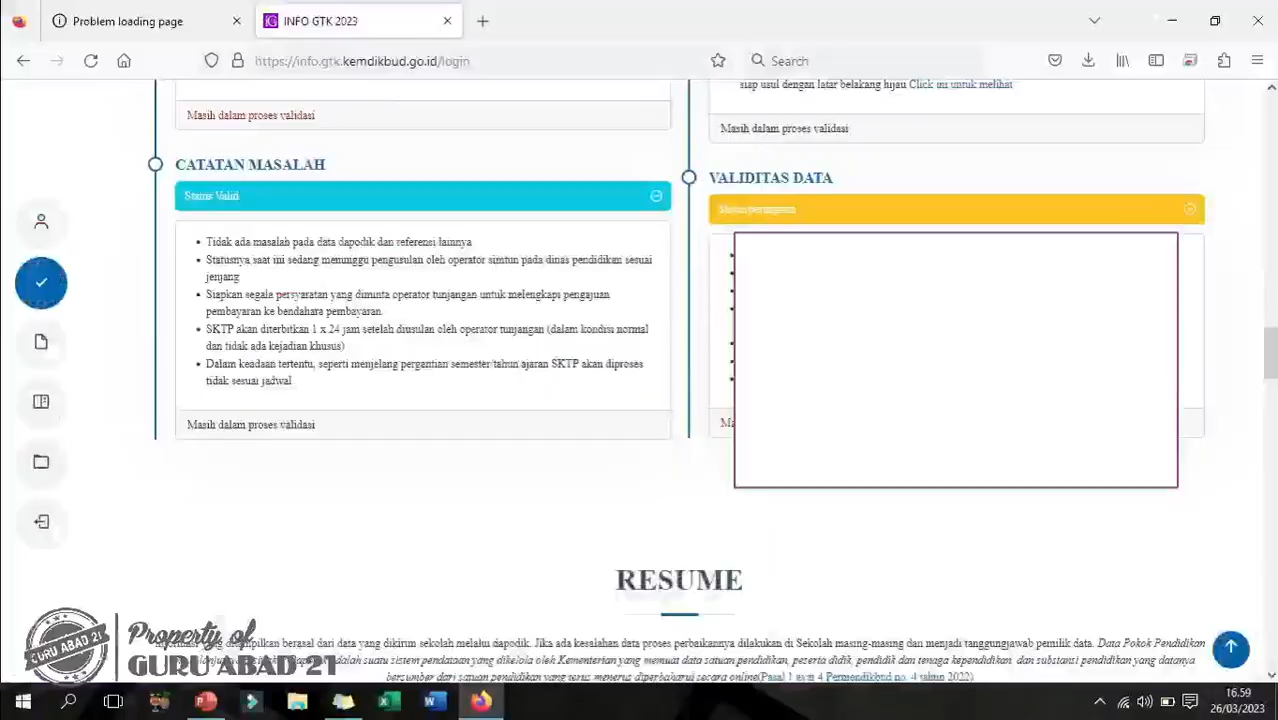 Problem loading page
INFO GTK 2023
https://info.gtk.kemdikbud.go.id/login
Search
siap usul dengan latar belakang hijau Click ini untuk melihat
Masih dalam proses validasi
Masih dalam proses validasi
CATATAN MASALAH
Status Valid
Tidak ada masalah pada data dapodik dan referensi lainnya
Statusnya saat ini sedang menunggu pengusulan oleh operator simtun pada dinas pendidikan sesuai
jenjang
Siapkan segala persyaratan yang diminta operator tunjangan untuk melengkapi pengajuan
pembayaran ke bendahara pembayaran.
SKTP akan diterbitkan 1 x 24 jam setelah diusulan oleh operator tunjangan (dalam kondisi normal
dan tidak ada kejadian khusus)
Dalam keadaan tertentu, seperti menjelang pergantian semester/tahun ajaran SKTP akan diproses
tidak sesuai jadwal
Masih dalam proses validasi
VALIDITAS DATA
RESUME
ampilkan berasal dari data yang dikirim sekolah melalui dapodik. Jika ada kesalahan data proses perbaikannya dilakukan di Sekolah masing-masing dan menjadi tanggungjawab pemilik data. Data Pokok Pendidikan
adalah suatu sistem pendataan yang dikelola oleh Kementerian yang memuat data satuan pendidikan, peserta didik, pendidik dan tenaga kependidikan dan substansi pendidikan yang datanya
bersumber dari satuan pendidikan yang terus menerus diperbaharui secara online(Pasal 1 ayat 4 Permendikbud no. 4 tahun 2022)
GURU ABAD 21
Property of
GURU ABAD 21
16.59
26/03/2023